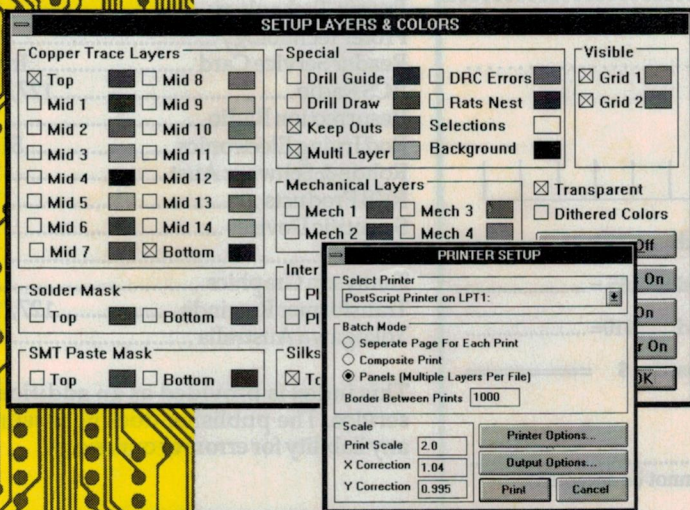 SETUP LAYERS & COLORS
Copper Trace Layers
Top
Mid 1
Mid 2
Mid 3
Mid 4
Mid 5
Mid 6
Mid 7
Mid 8
Mid 9
Mid 10
Mid 11
Mid 12
Mid 13
Mid 14
Bottom
Solder Mask
Top Bottom
SMT Paste Mask
Top Bottom
Special
Drill Guide DRC Errors
Drill Draw Rats Nest
Keep Outs Selections
Multi Layer Background
Mechanical Layers
Mech 1 Mech 3
Mech 2 Mech 4
Visible
Grid 1
Grid 2
Transparent
Dithered Colors
Off
On
On
On
PRINTER SETUP
Select Printer
PostScript Printer on LPT1:
Batch Mode
Seperate Page For Each Print
Composite Print
Panels (Multiple Layers Per File)
Border Between Prints 1000
Scale
Print Scale 2.0
X Correction 1.04
Y Correction 0.995
Printer Options...
Output Options...
Print Cancel